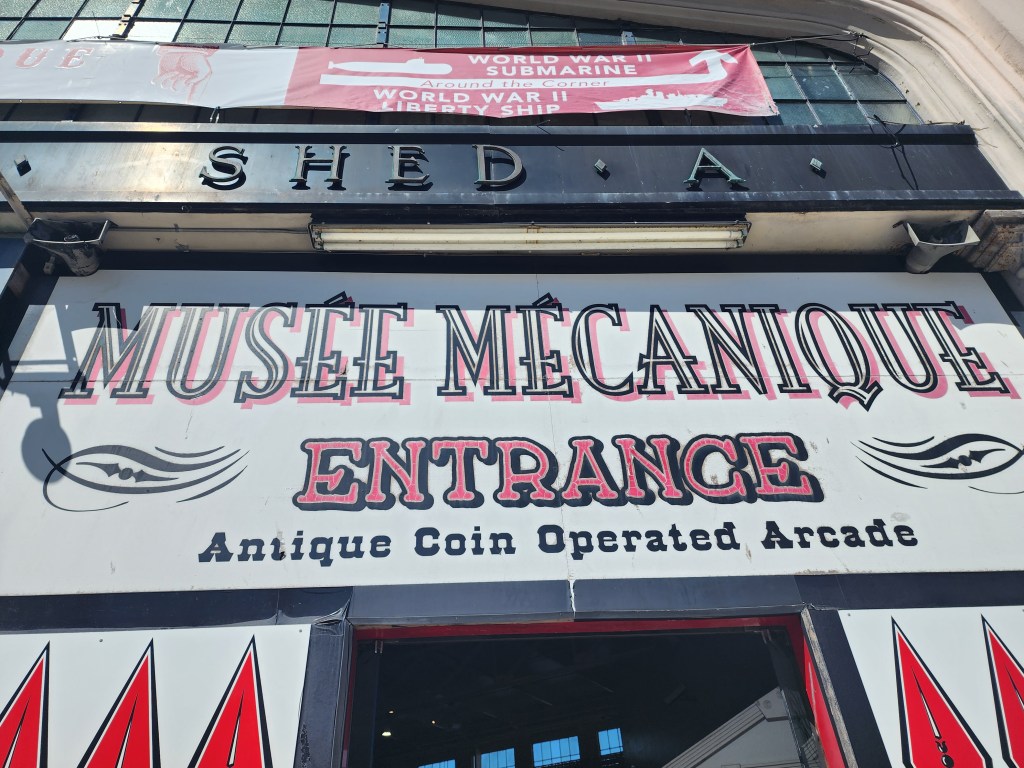 QUE
WORLD WAR II
SUBMARINE
Around the Corner
WORLD WAR II
LIBERTY SHIP
SHED · A ·
MUSÉE MÉCANIQUE
ENTRANCE
Antique Coin Operated Arcade